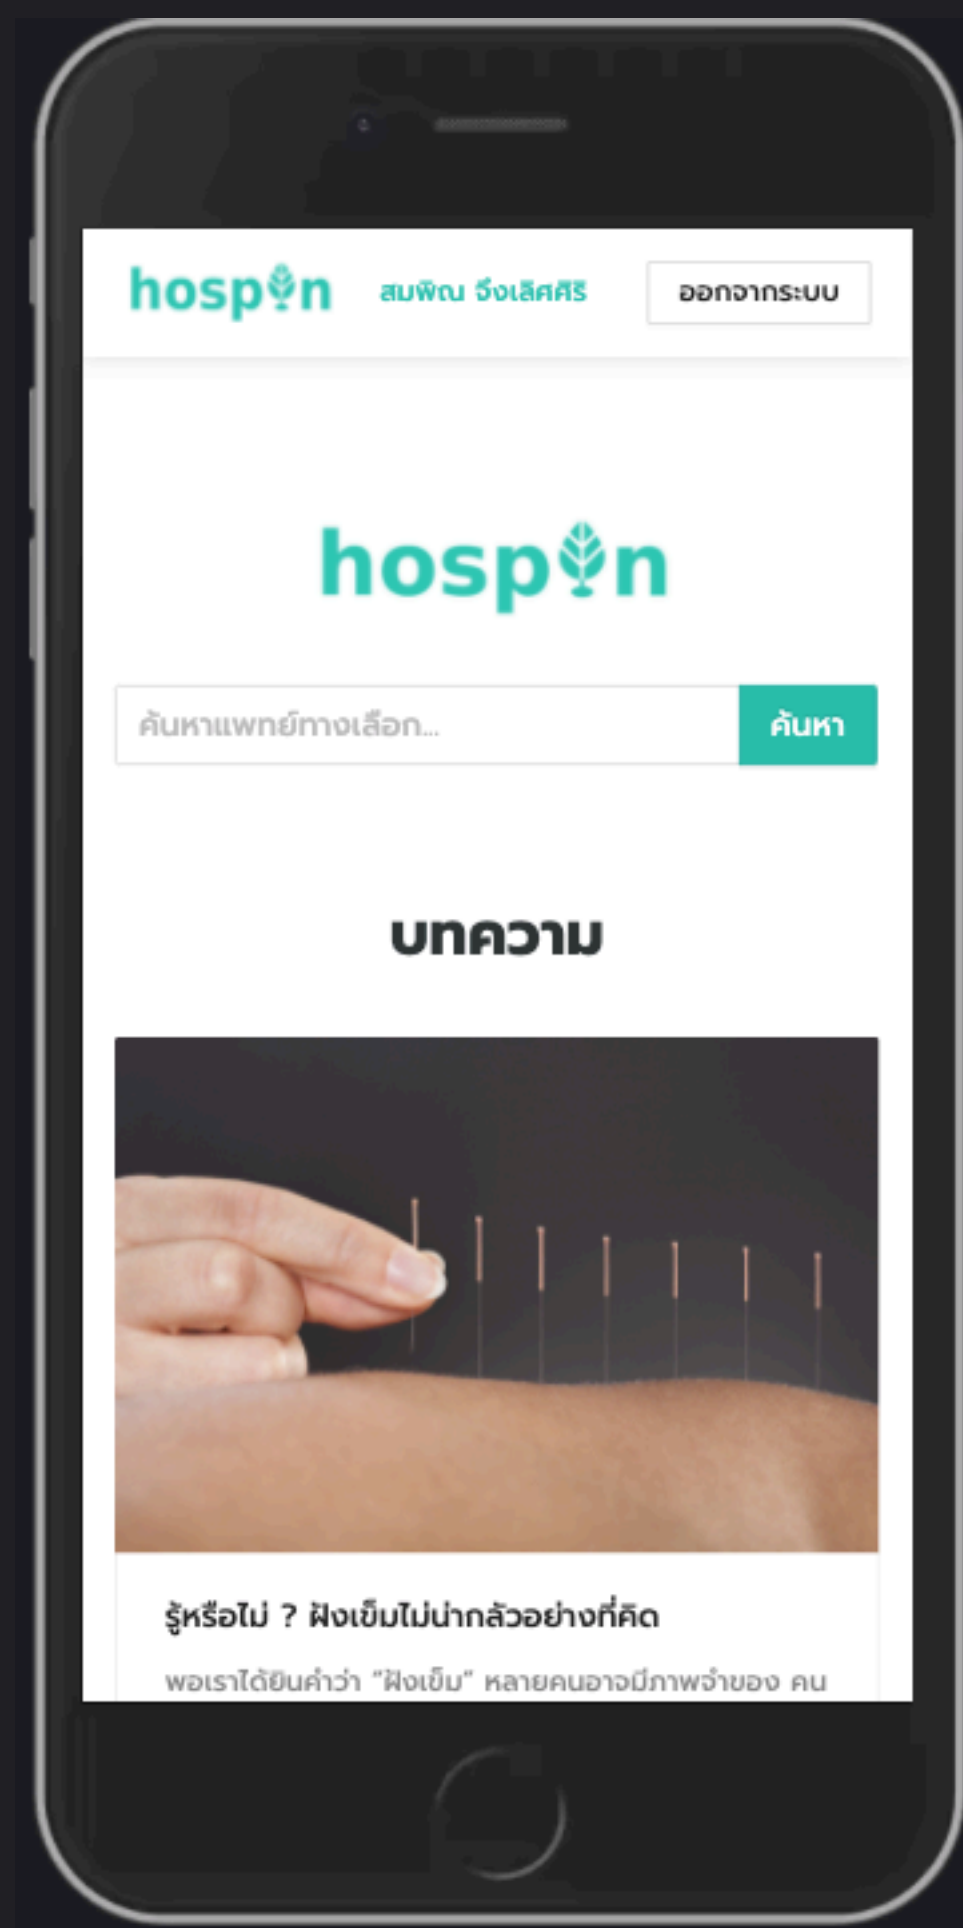 hospin
สมพิณ จึงเลิศศิริ
ออกจากระบบ
hospin
ค้นหาแพทย์ทางเลือก...
ค้นหา
บทความ
รู้หรือไม่ ? ฝังเข็มไม่น่ากลัวอย่างที่คิด
พอเราได้ยินคำว่า “ฝังเข็ม” หลายคนอาจมีภาพจำของ คน